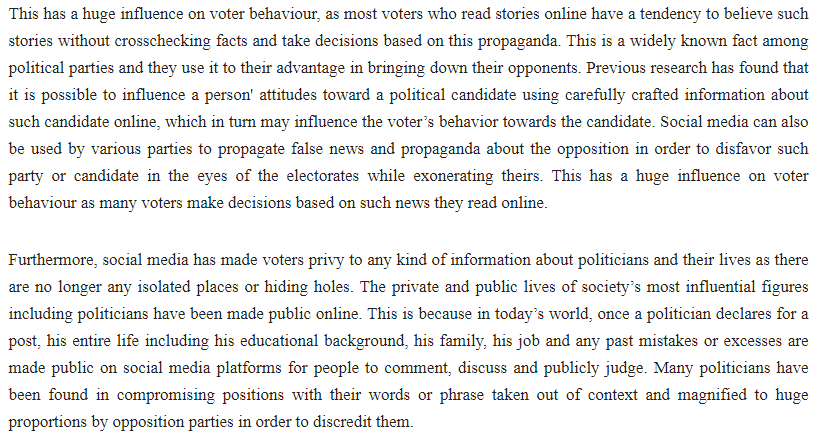 This has a huge influence on voter behaviour, as most voters who read stories online have a tendency to believe such
stories without crosschecking facts and take decisions based on this propaganda. This is a widely known fact among
political parties and they use it to their advantage in bringing down their opponents. Previous research has found that
it is possible to influence a person' attitudes toward a political candidate using carefully crafted information about
such candidate online, which in turn may influence the voter’s behavior towards the candidate. Social media can also
be used by various parties to propagate false news and propaganda about the opposition in order to disfavor such
party or candidate in the eyes of the electorates while exonerating theirs. This has a huge influence on voter
behaviour as many voters make decisions based on such news they read online.
Furthermore, social media has made voters privy to any kind of information about politicians and their lives as there
are no longer any isolated places or hiding holes. The private and public lives of society’s most influential figures
including politicians have been made public online. This is because in today’s world, once a politician declares for a
post, his entire life including his educational background, his family, his job and any past mistakes or excesses are
made public on social media platforms for people to comment, discuss and publicly judge. Many politicians have
been found in compromising positions with their words or phrase taken out of context and magnified to huge
proportions by opposition parties in order to discredit them.